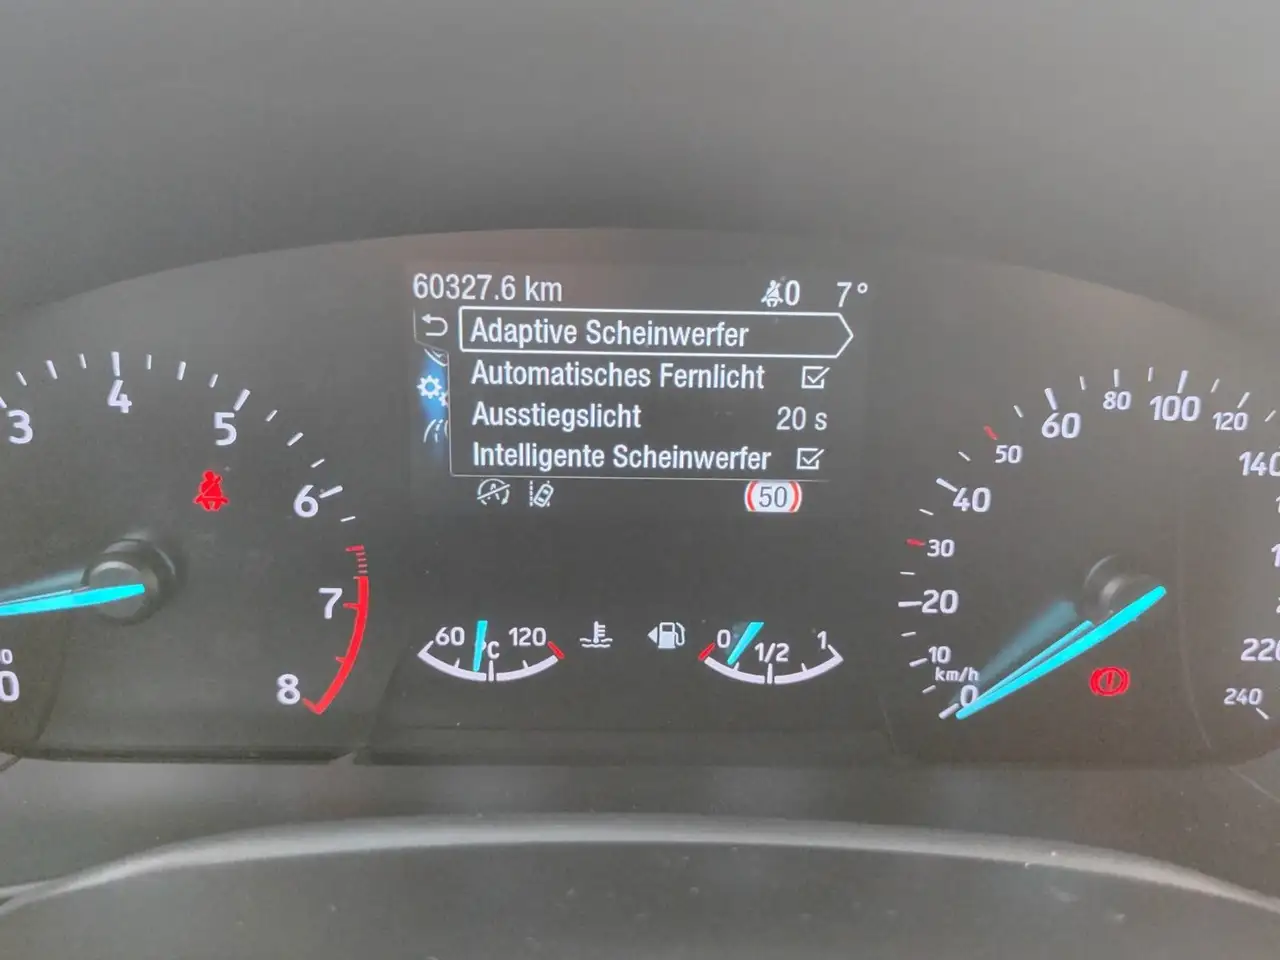 60327.6 km
0 7°
Adaptive Scheinwerfer
Automatisches Fernlicht
Ausstiegslicht 20 s
Intelligente Scheinwerfer
50
3
4
5
6
7
8
0
60 °C 120
0 1/2 1
km/h
0
10
20
30
40
50
60
80
100
120
140
220
240